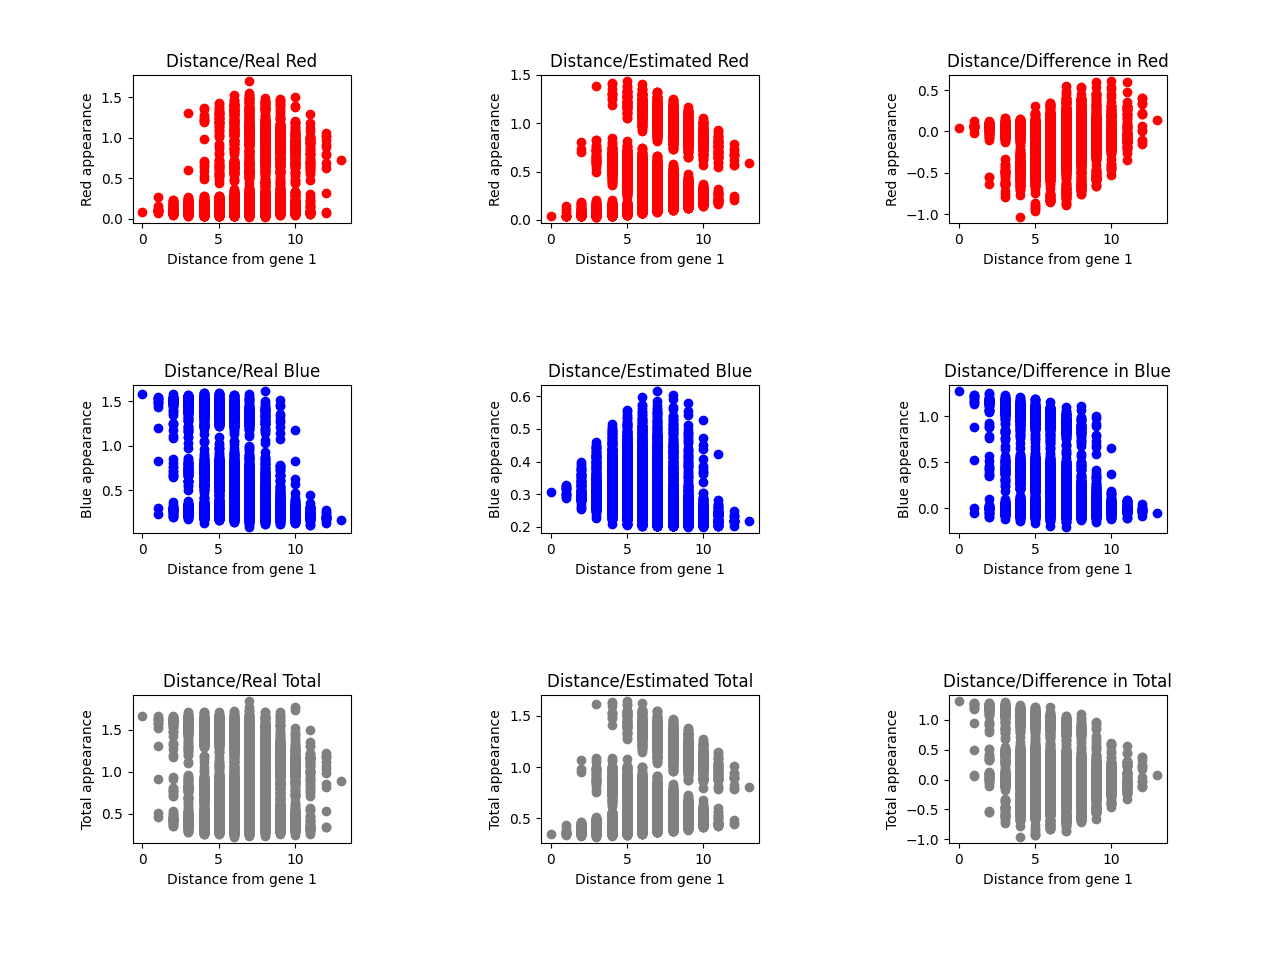 Distance/Real Red
Distance/Estimated Red
Distance/Difference in Red
Red appearance
1.5
1.0
0.5
0.0
0
5
10
Distance from gene 1
Red appearance
1.5
1.0
0.5
0.0
0
5
10
Distance from gene 1
Red appearance
0.5
0.0
−0.5
−1.0
0
5
10
Distance from gene 1
Distance/Real Blue
Distance/Estimated Blue
Distance/Difference in Blue
Blue appearance
1.5
1.0
0.5
0
5
10
Distance from gene 1
Blue appearance
0.6
0.5
0.4
0.3
0.2
0
5
10
Distance from gene 1
Blue appearance
1.0
0.5
0.0
0
5
10
Distance from gene 1
Distance/Real Total
Distance/Estimated Total
Distance/Difference in Total
Total appearance
1.5
1.0
0.5
0
5
10
Distance from gene 1
Total appearance
1.5
1.0
0.5
0
5
10
Distance from gene 1
Total appearance
1.0
0.5
0.0
−0.5
−1.0
0
5
10
Distance from gene 1